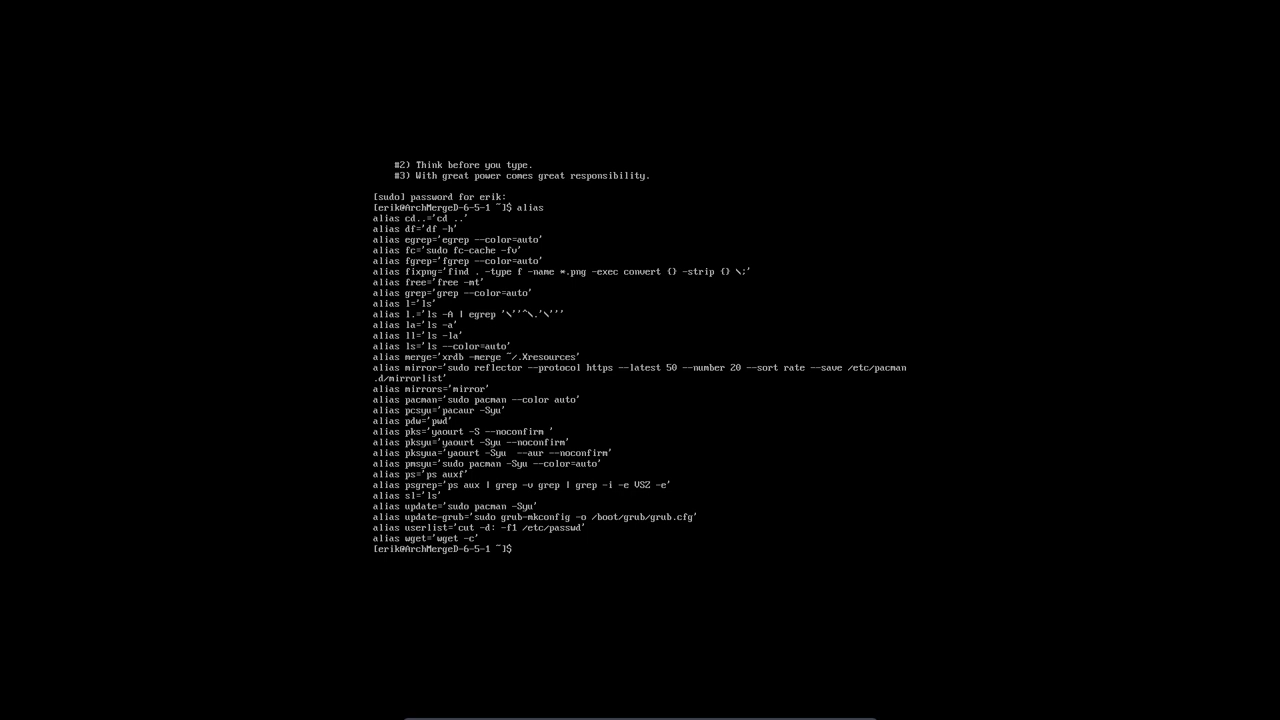 #2) Think before you type.
#3) With great power comes great responsibility.
[sudo] password for erik:
[erik@ArchMergeD-6-5-1 ~]$ alias
alias cd..='cd ..'
alias df='df -h'
alias egrep='egrep --color=auto'
alias fc='sudo fc-cache -fv'
alias fgrep='fgrep --color=auto'
alias fixpng='find . -type f -name *.png -exec convert {} -strip {} \;'
alias free='free -mt'
alias grep='grep --color=auto'
alias l='ls'
alias l.='ls -A | egrep '\''^\.'\'''
alias la='ls -a'
alias ll='ls -la'
alias ls='ls --color=auto'
alias merge='xrdb -merge ~/.Xresources'
alias mirror='sudo reflector --protocol https --latest 50 --number 20 --sort rate --save /etc/pacman
.d/mirrorlist'
alias mirrors='mirror'
alias pacman='sudo pacman --color auto'
alias pcsyu='pacaur -Syu'
alias pdw='pwd'
alias pks='yaourt -S --noconfirm '
alias pksyu='yaourt -Syu --noconfirm'
alias pksyua='yaourt -Syu  --aur --noconfirm'
alias pmsyu='sudo pacman -Syu --color=auto'
alias ps='ps auxf'
alias psgrep='ps aux | grep -v grep | grep -i -e VSZ -e'
alias sl='ls'
alias update='sudo pacman -Syu'
alias update-grub='sudo grub-mkconfig -o /boot/grub/grub.cfg'
alias userlist='cut -d: -f1 /etc/passwd'
alias wget='wget -c'
[erik@ArchMergeD-6-5-1 ~]$